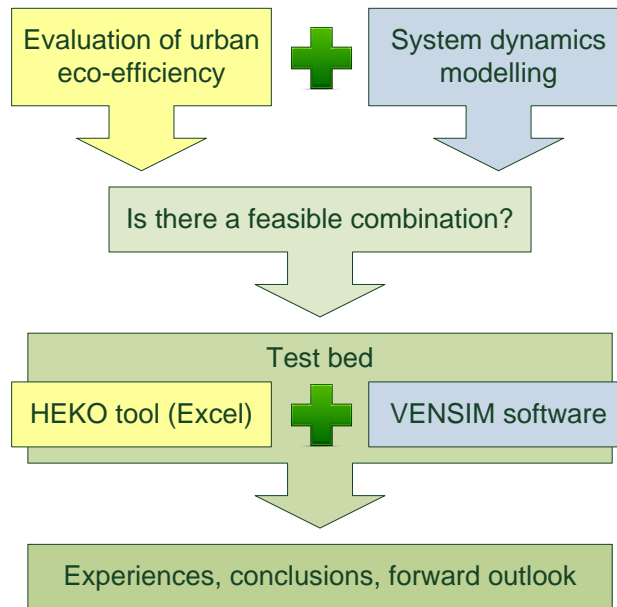 Evaluation of urban
eco-efficiency
System dynamics
modelling
Is there a feasible combination?
Test bed
HEKO tool (Excel)
VENSIM software
Experiences, conclusions, forward outlook